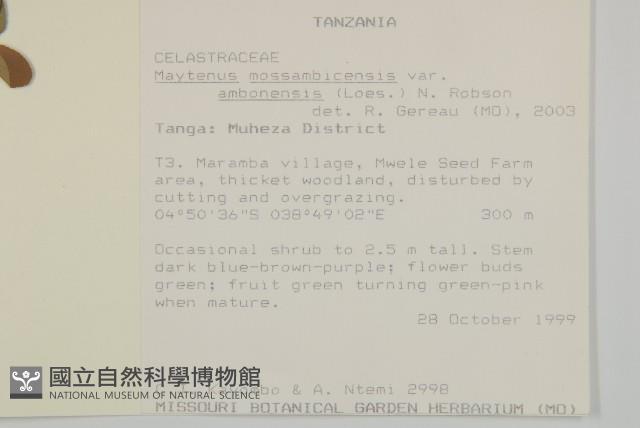 TANZANIA
CELASTRACEAE
Maytenus mossambicensis var.
ambonensis (Loes.) N. Robson
det. R. Gereau (MO), 2003
Tanga: Muheza District
T3. Maramba village, Mwele Seed Farm
area, thicket woodland, disturbed by
cutting and overgrazing.
04°50'36"S 038°49'02"E 300 m
Occasional shrub to 2.5 m tall. Stem
dark blue-brown-purple; flower buds
green; fruit green turning green-pink
when mature.
28 October 1999
& A. Ntemi 2998
MISSOURI BOTANICAL GARDEN HERBARIUM (MO)
國立自然科學博物館
NATIONAL MUSEUM OF NATURAL SCIENCE